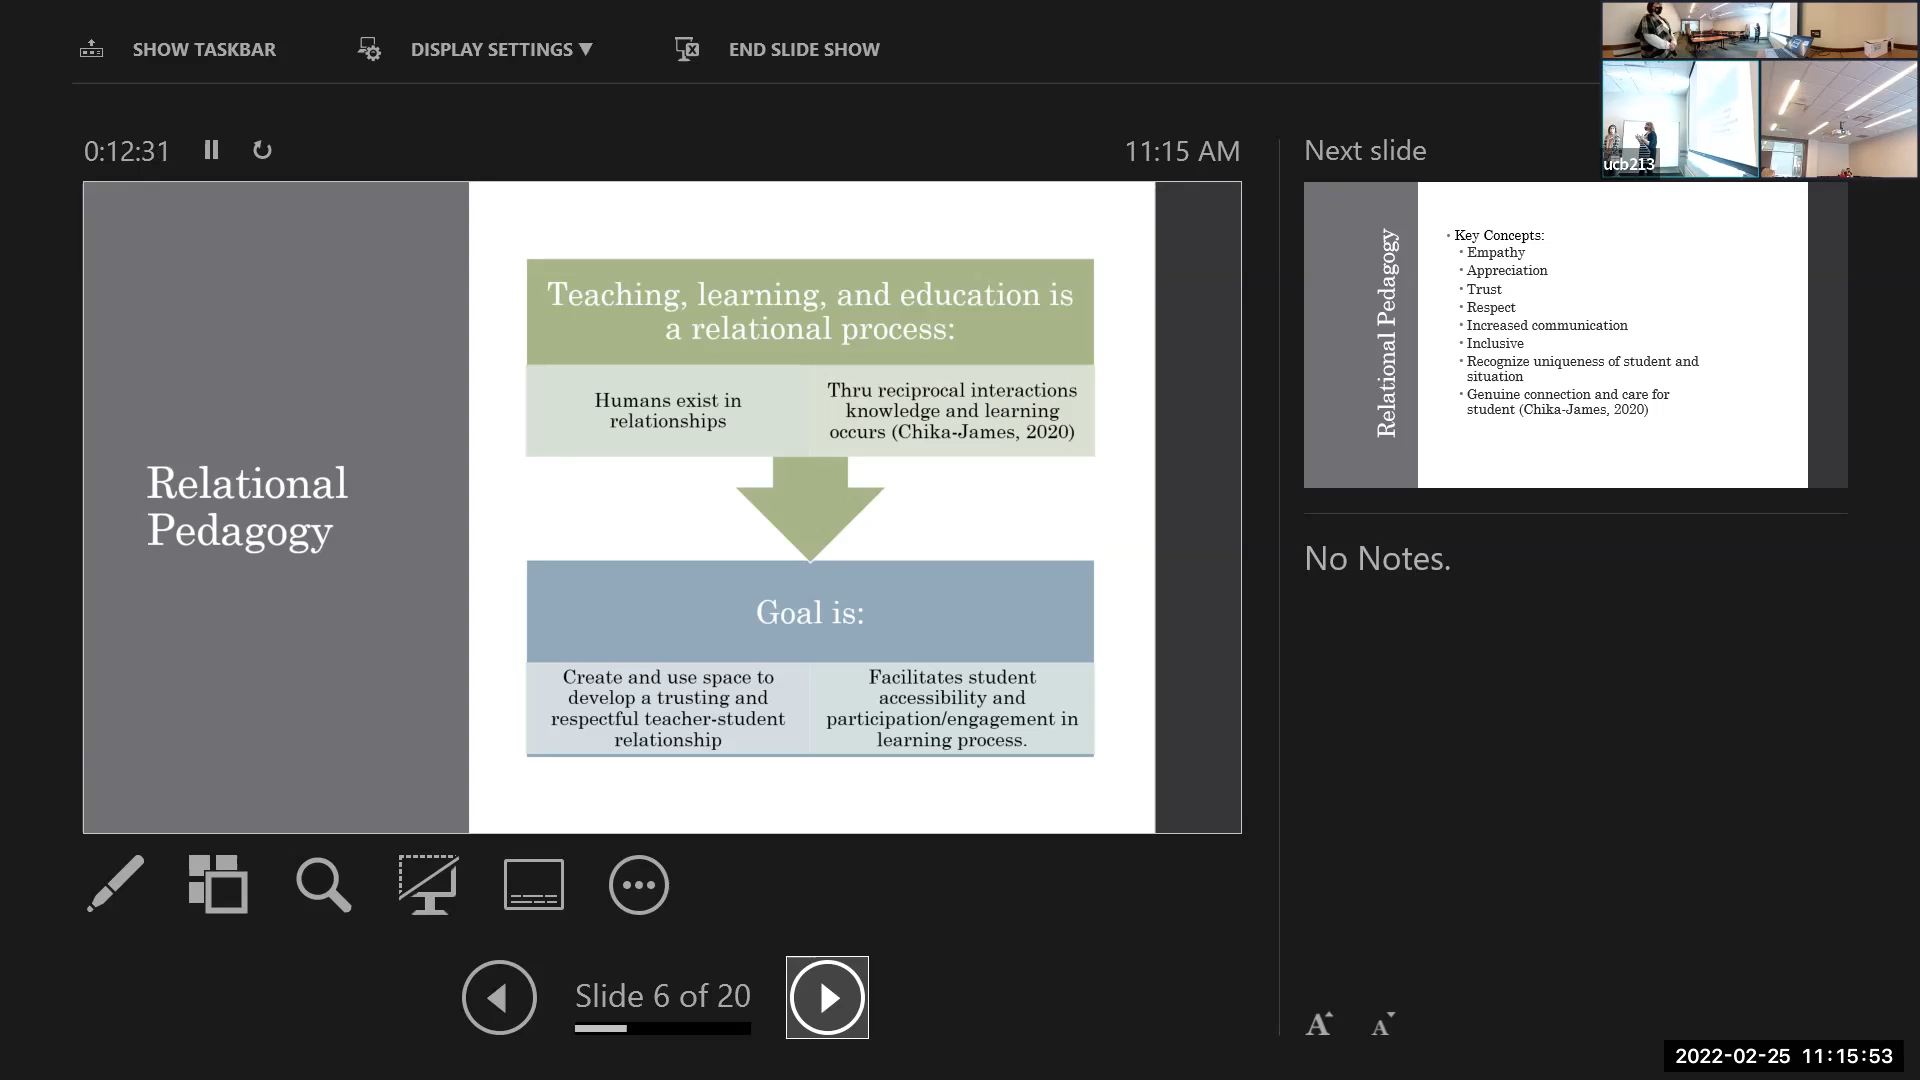 SHOW TASKBAR
DISPLAY SETTINGS ▼
END SLIDE SHOW
0:12:31
11:15 AM
Relational
Pedagogy
Teaching, learning, and education is
a relational process:
Humans exist in
relationships
Thru reciprocal interactions
knowledge and learning
occurs (Chika-James, 2020)
Goal is:
Create and use space to
develop a trusting and
respectful teacher-student
relationship
Facilitates student
accessibility and
participation/engagement in
learning process.
Slide 6 of 20
Next slide
ucb213
Relational Pedagogy
• Key Concepts:
• Empathy
• Appreciation
• Trust
• Respect
• Increased communication
• Inclusive
• Recognize uniqueness of student and
situation
• Genuine connection and care for
student (Chika-James, 2020)
No Notes.
A A
2022-02-25 11:15:53